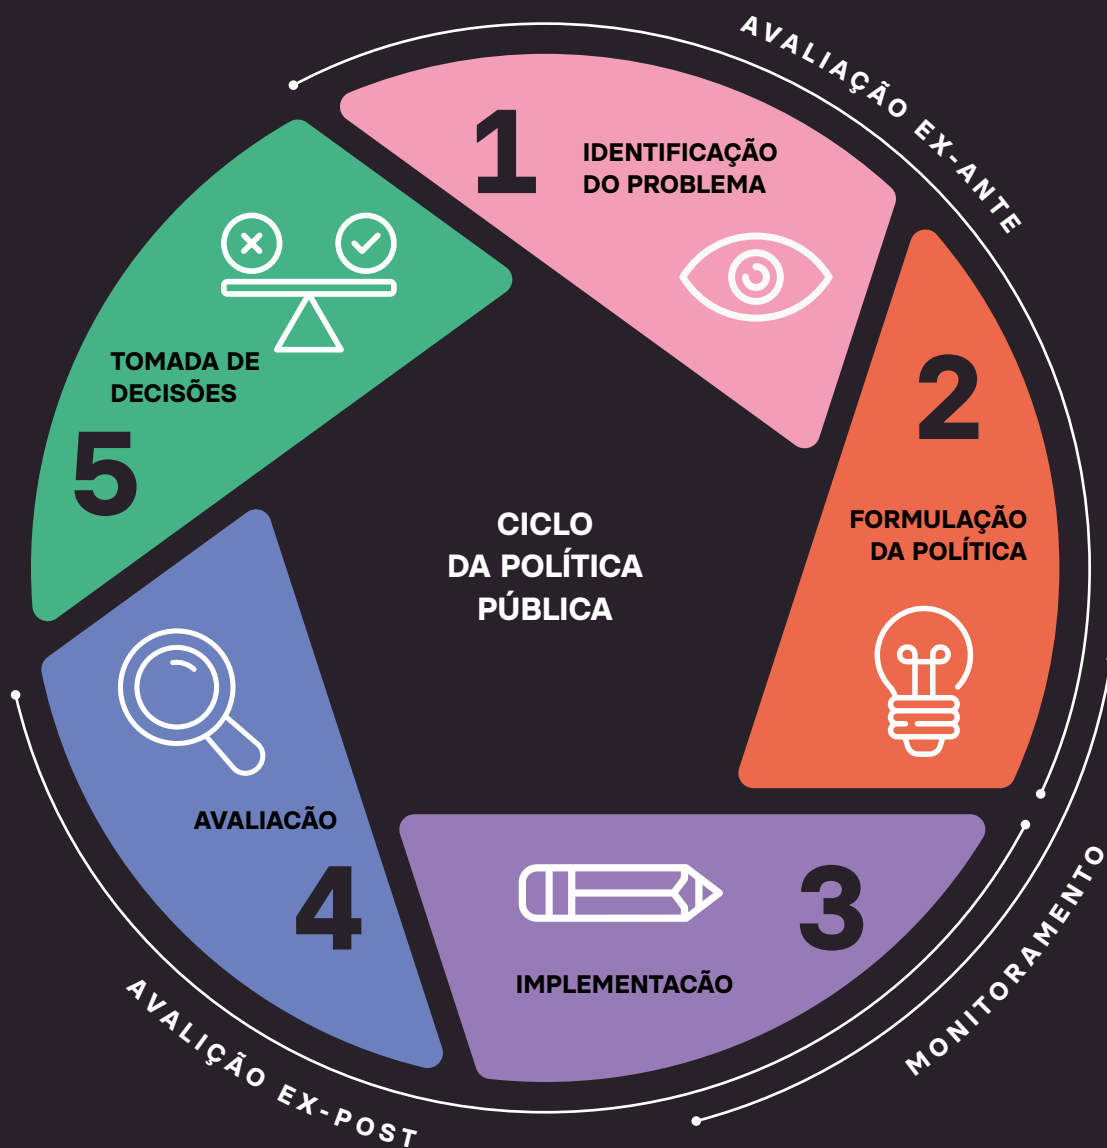 AVALIAÇÃO EX-ANTE
1
IDENTIFICAÇÃO
DO PROBLEMA
2
FORMULAÇÃO
DA POLÍTICA
CICLO
DA POLÍTICA
PÚBLICA
TOMADA DE
DECISÕES
5
AVALIACÃO
4
3
IMPLEMENTACÃO
MONITORAMENTO
AVALIÇÃO EX-POST